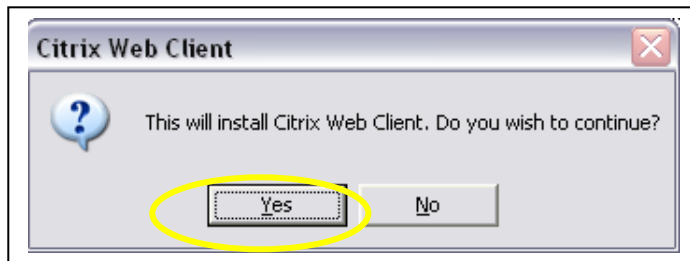 Citrix Web Client
This will install Citrix Web Client. Do you wish to continue?
Yes No